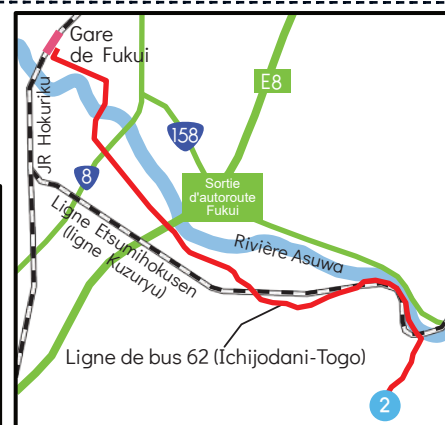 Gare
de Fukui
E8
JR Hokuriku
158
8
Sortie
d'autoroute
Fukui
Ligne Etsumihokusen
(ligne Kuzuryu)
Rivière Asuwa
Ligne de bus 62 (Ichijodani-Togo)
2